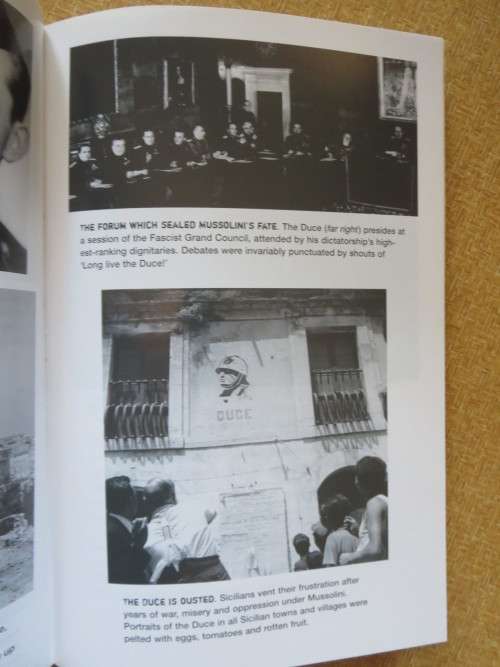 THE FORUM WHICH SEALED MUSSOLINI'S FATE. The Duce (far right) presides at
a session of the Fascist Grand Council, attended by his dictatorship's high-
est-ranking dignitaries. Debates were invariably punctuated by shouts of
'Long live the Duce!'
DUCE
THE DUCE IS OUSTED. Sicilians vent their frustration after
years of war, misery and oppression under Mussolini.
Portraits of the Duce in all Sicilian towns and villages were
pelted with eggs, tomatoes and rotten fruit.
up